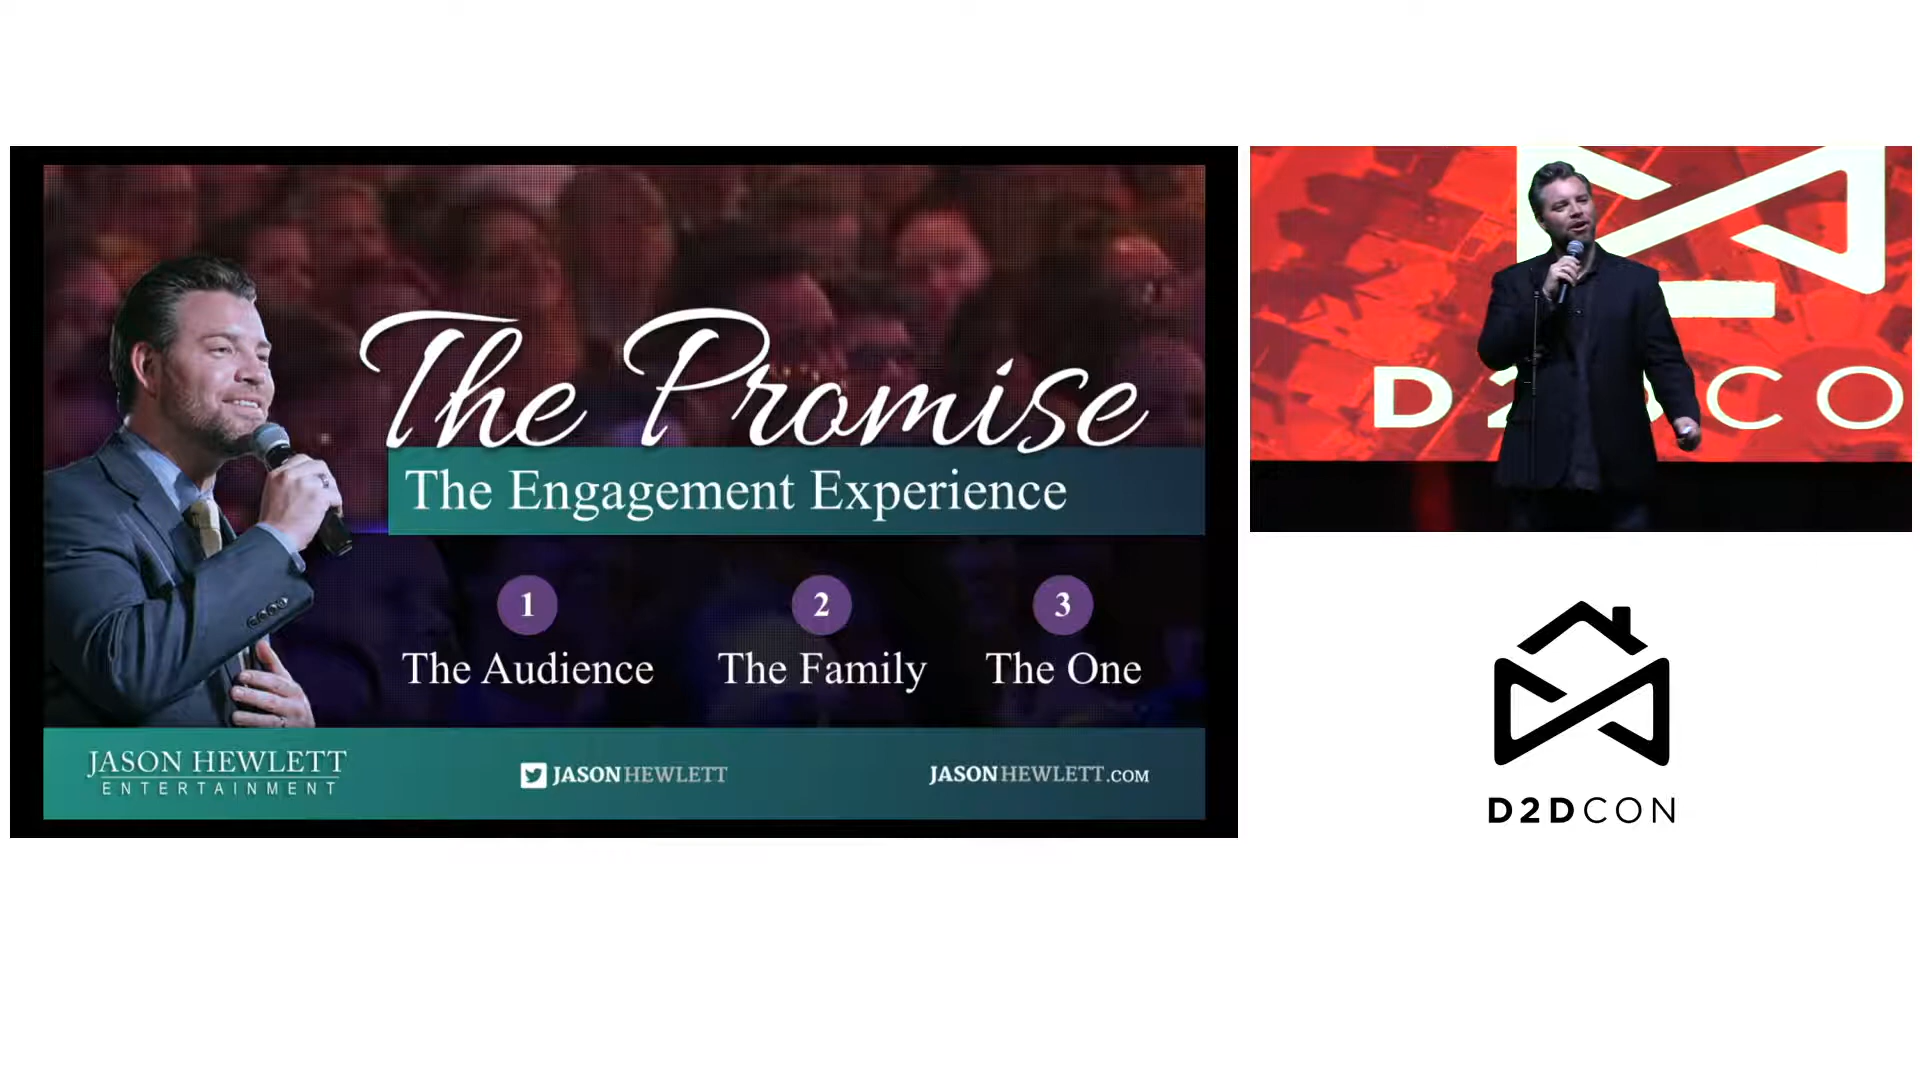 The Promise
The Engagement Experience
1
The Audience
2
The Family
3
The One
JASON HEWLETT
ENTERTAINMENT
JASONHEWLETT
JASONHEWLETT.COM
D2DCON
D2DCON